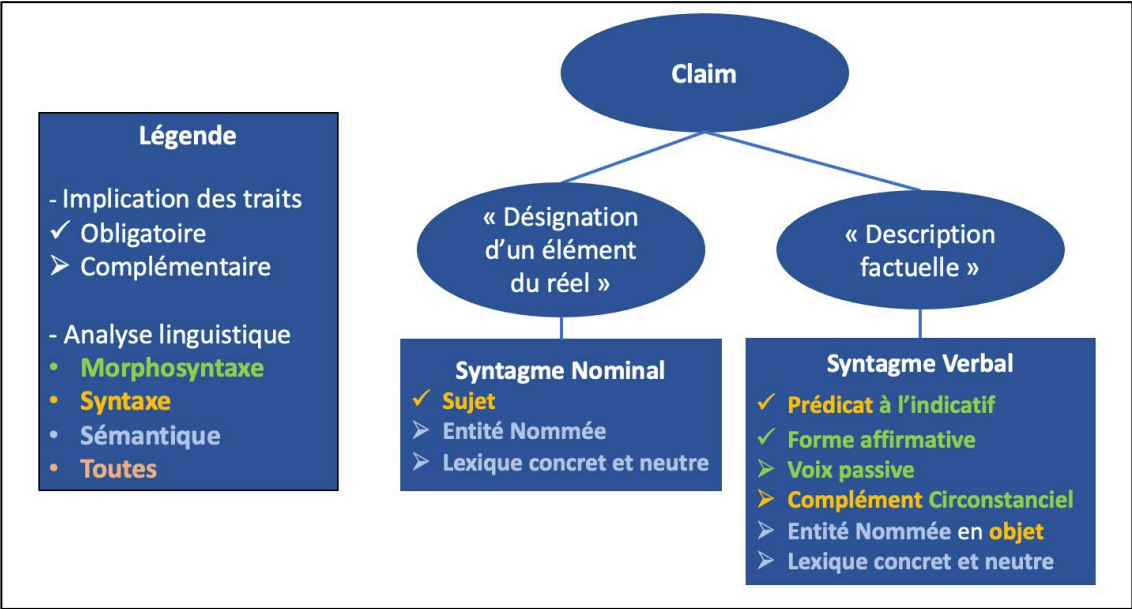 Claim
Légende
- Implication des traits
✓ Obligatoire
➢ Complémentaire
- Analyse linguistique
• Morphosyntaxe
• Syntaxe
• Sémantique
• Toutes
« Désignation
d’un élément
du réel »
« Description
factuelle »
Syntagme Nominal
✓ Sujet
➢ Entité Nommée
➢ Lexique concret et neutre
Syntagme Verbal
✓ Prédicat à l’indicatif
✓ Forme affirmative
➢ Voix passive
➢ Complément Circonstanciel
➢ Entité Nommée en objet
➢ Lexique concret et neutre